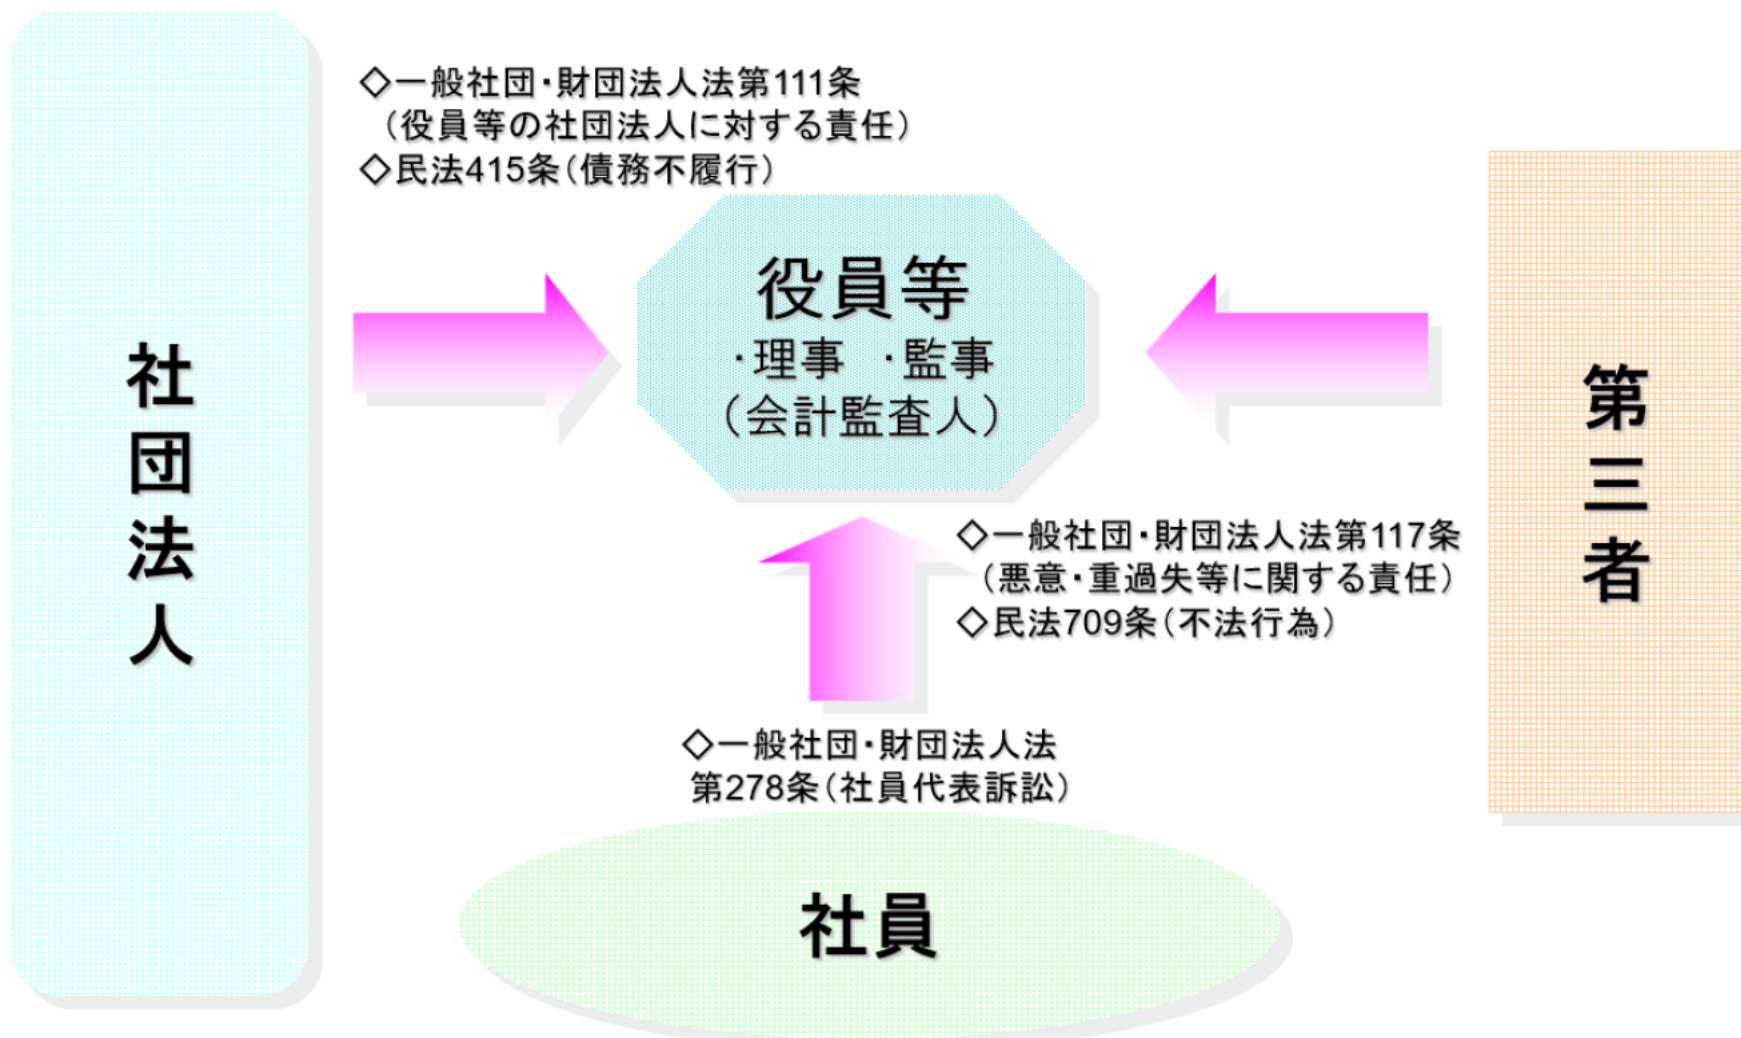 社団法人
◇一般社団・財団法人法第111条
（役員等の社団法人に対する責任）
◇民法415条（債務不履行）
役員等
・理事　・監事
（会計監査人）
第三者
◇一般社団・財団法人法第117条
（悪意・重過失等に関する責任）
◇民法709条（不法行為）
◇一般社団・財団法人法
第278条（社員代表訴訟）
社員